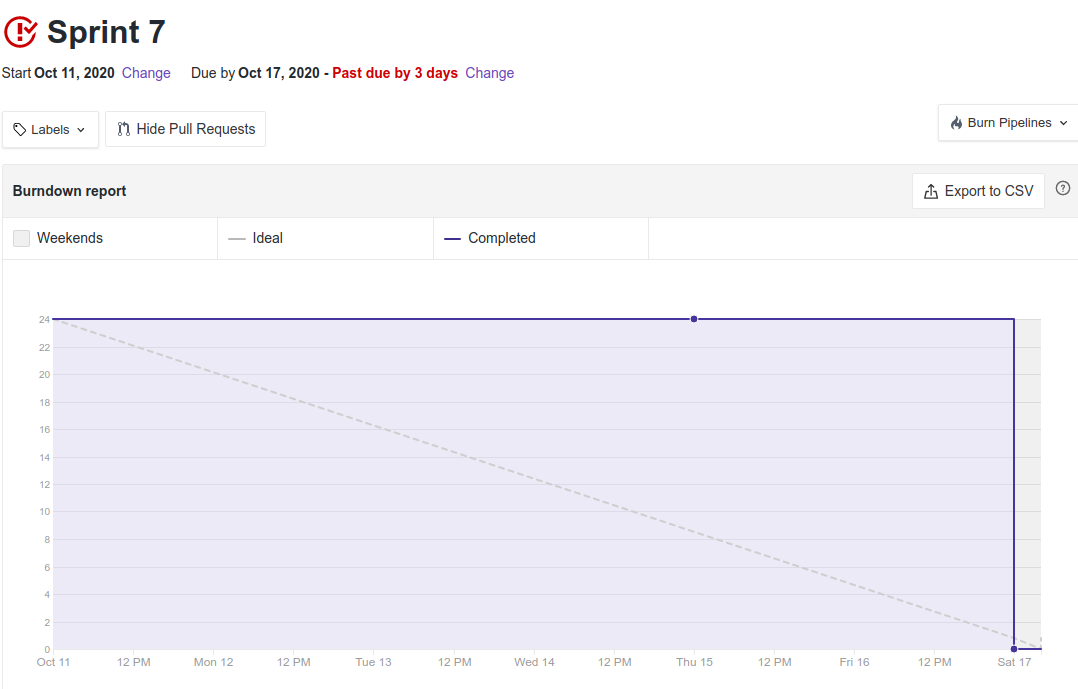 Sprint 7
Start Oct 11, 2020 Change Due by Oct 17, 2020 - Past due by 3 days Change
Labels Hide Pull Requests Burn Pipelines
Burndown report Export to CSV ?
Weekends Ideal Completed
24
22
20
18
16
14
12
10
8
6
4
2
0
Oct 11 12 PM Mon 12 12 PM Tue 13 12 PM Wed 14 12 PM Thu 15 12 PM Fri 16 12 PM Sat 17